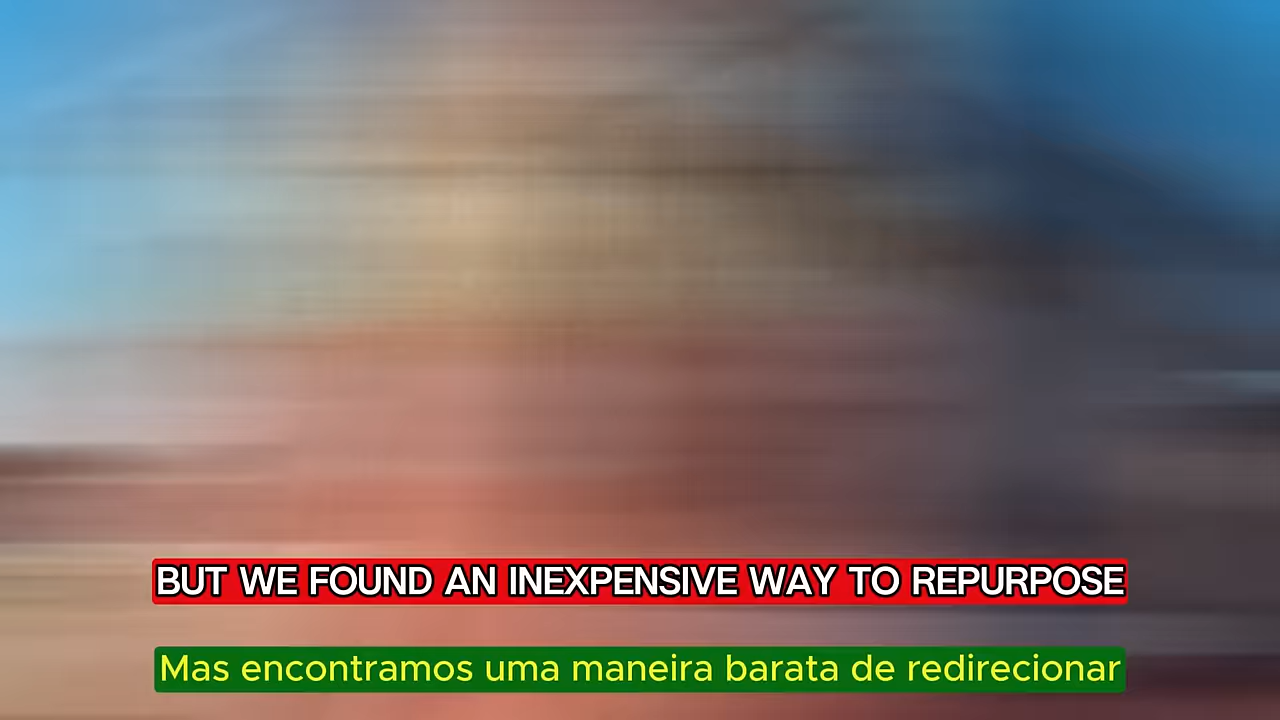 BUT WE FOUND AN INEXPENSIVE WAY TO REPURPOSE
Mas encontramos uma maneira barata de redirecionar